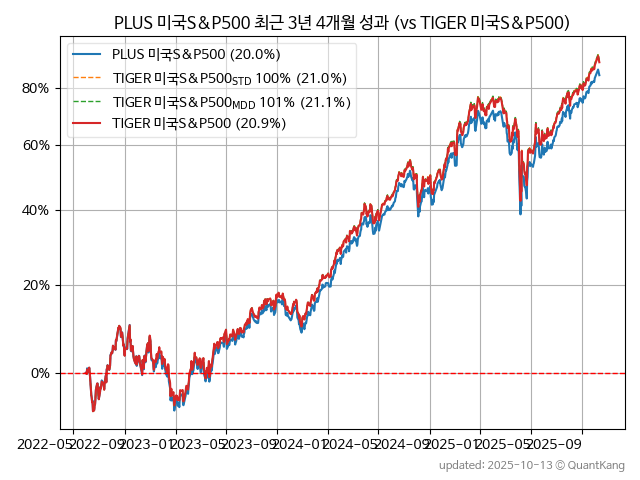 PLUS 미국S&P500 최근 3년 4개월 성과 (vs TIGER 미국S&P500)
PLUS 미국S&P500 (20.0%)
TIGER 미국S&P500STD 100% (21.0%)
TIGER 미국S&P500MDD 101% (21.1%)
TIGER 미국S&P500 (20.9%)
80%
60%
40%
20%
0%
2022-05 2022-09 2023-01 2023-05 2023-09 2024-01 2024-05 2024-09 2025-01 2025-05 2025-09
updated: 2025-10-13 © QuantKang